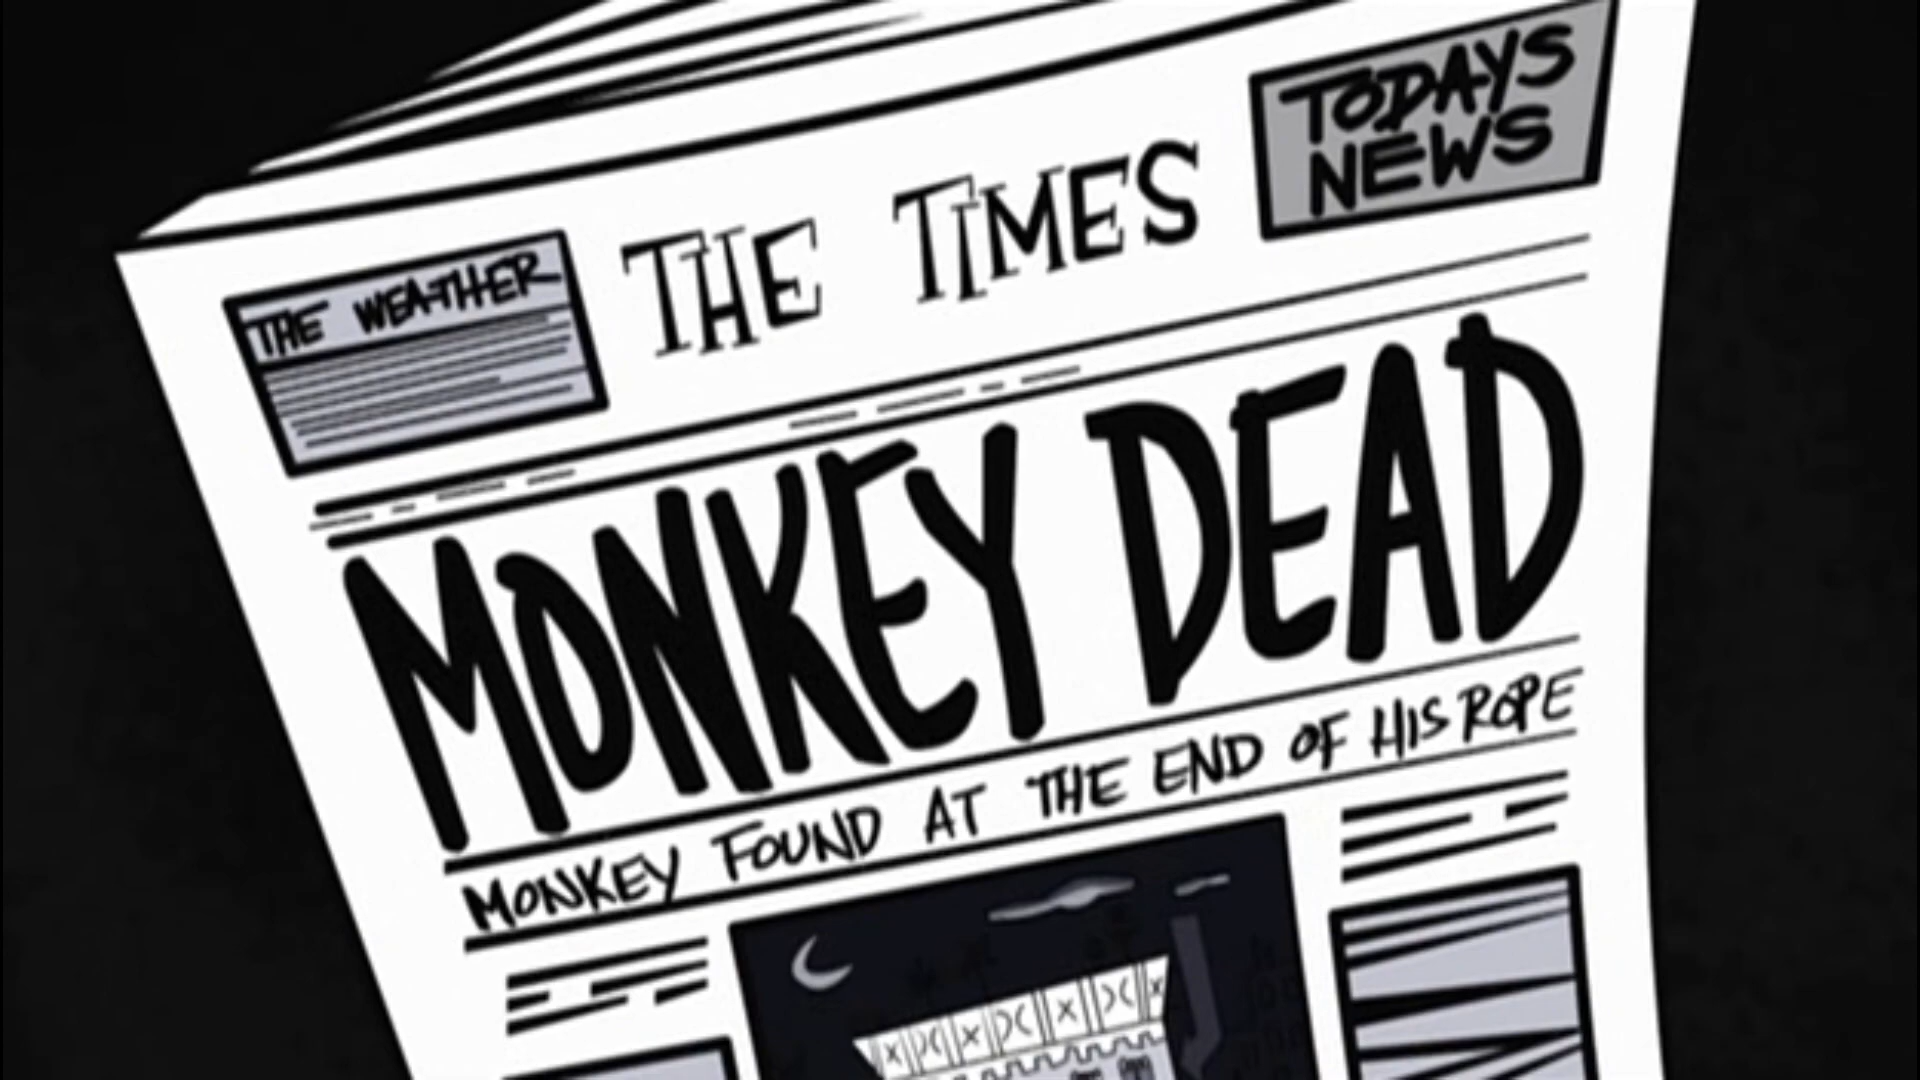 TODAYS
NEWS
THE TIMES
THE WEATHER
MONKEY DEAD
MONKEY FOUND AT THE END OF HIS ROPE